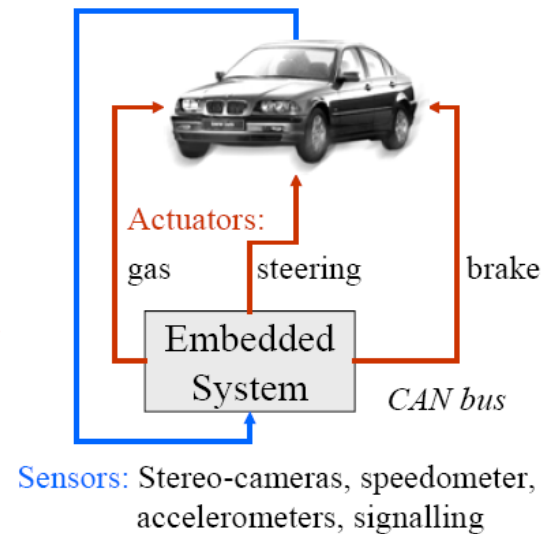 Actuators:
gas
steering
brake
Embedded
System
CAN bus
Sensors: Stereo-cameras, speedometer,
accelerometers, signalling